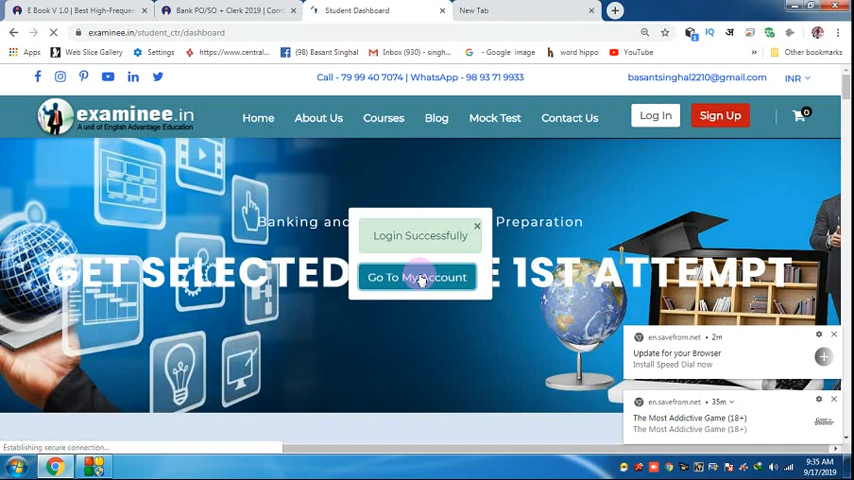 E Book V 1.0 | Best High-Frequen
Bank PO/SO + Clerk 2019 | Com
Student Dashboard
New Tab
examinee.in/student_ctr/dashboard
Apps
Web Slice Gallery
Settings
https://www.central...
(98) Basant Singhal
Inbox (930) - singh...
- Google image
word hippo
YouTube
Other bookmarks
Call - 79 99 40 7074 | WhatsApp - 98 93 71 9933
basantsinghal2210@gmail.com
INR
examinee.in
A unit of English Advantage Education
Home
About Us
Courses
Blog
Mock Test
Contact Us
Log In
Sign Up
0
Banking and
Preparation
Login Successfully
×
Go To My Account
GET SELECTED
E 1ST ATTEMPT
en.savefrom.net • 2m
Update for your Browser
Install Speed Dial now
en.savefrom.net • 35m
The Most Addictive Game (18+)
The Most Addictive Game (18+)
Establishing secure connection...
9:35 AM
9/17/2019